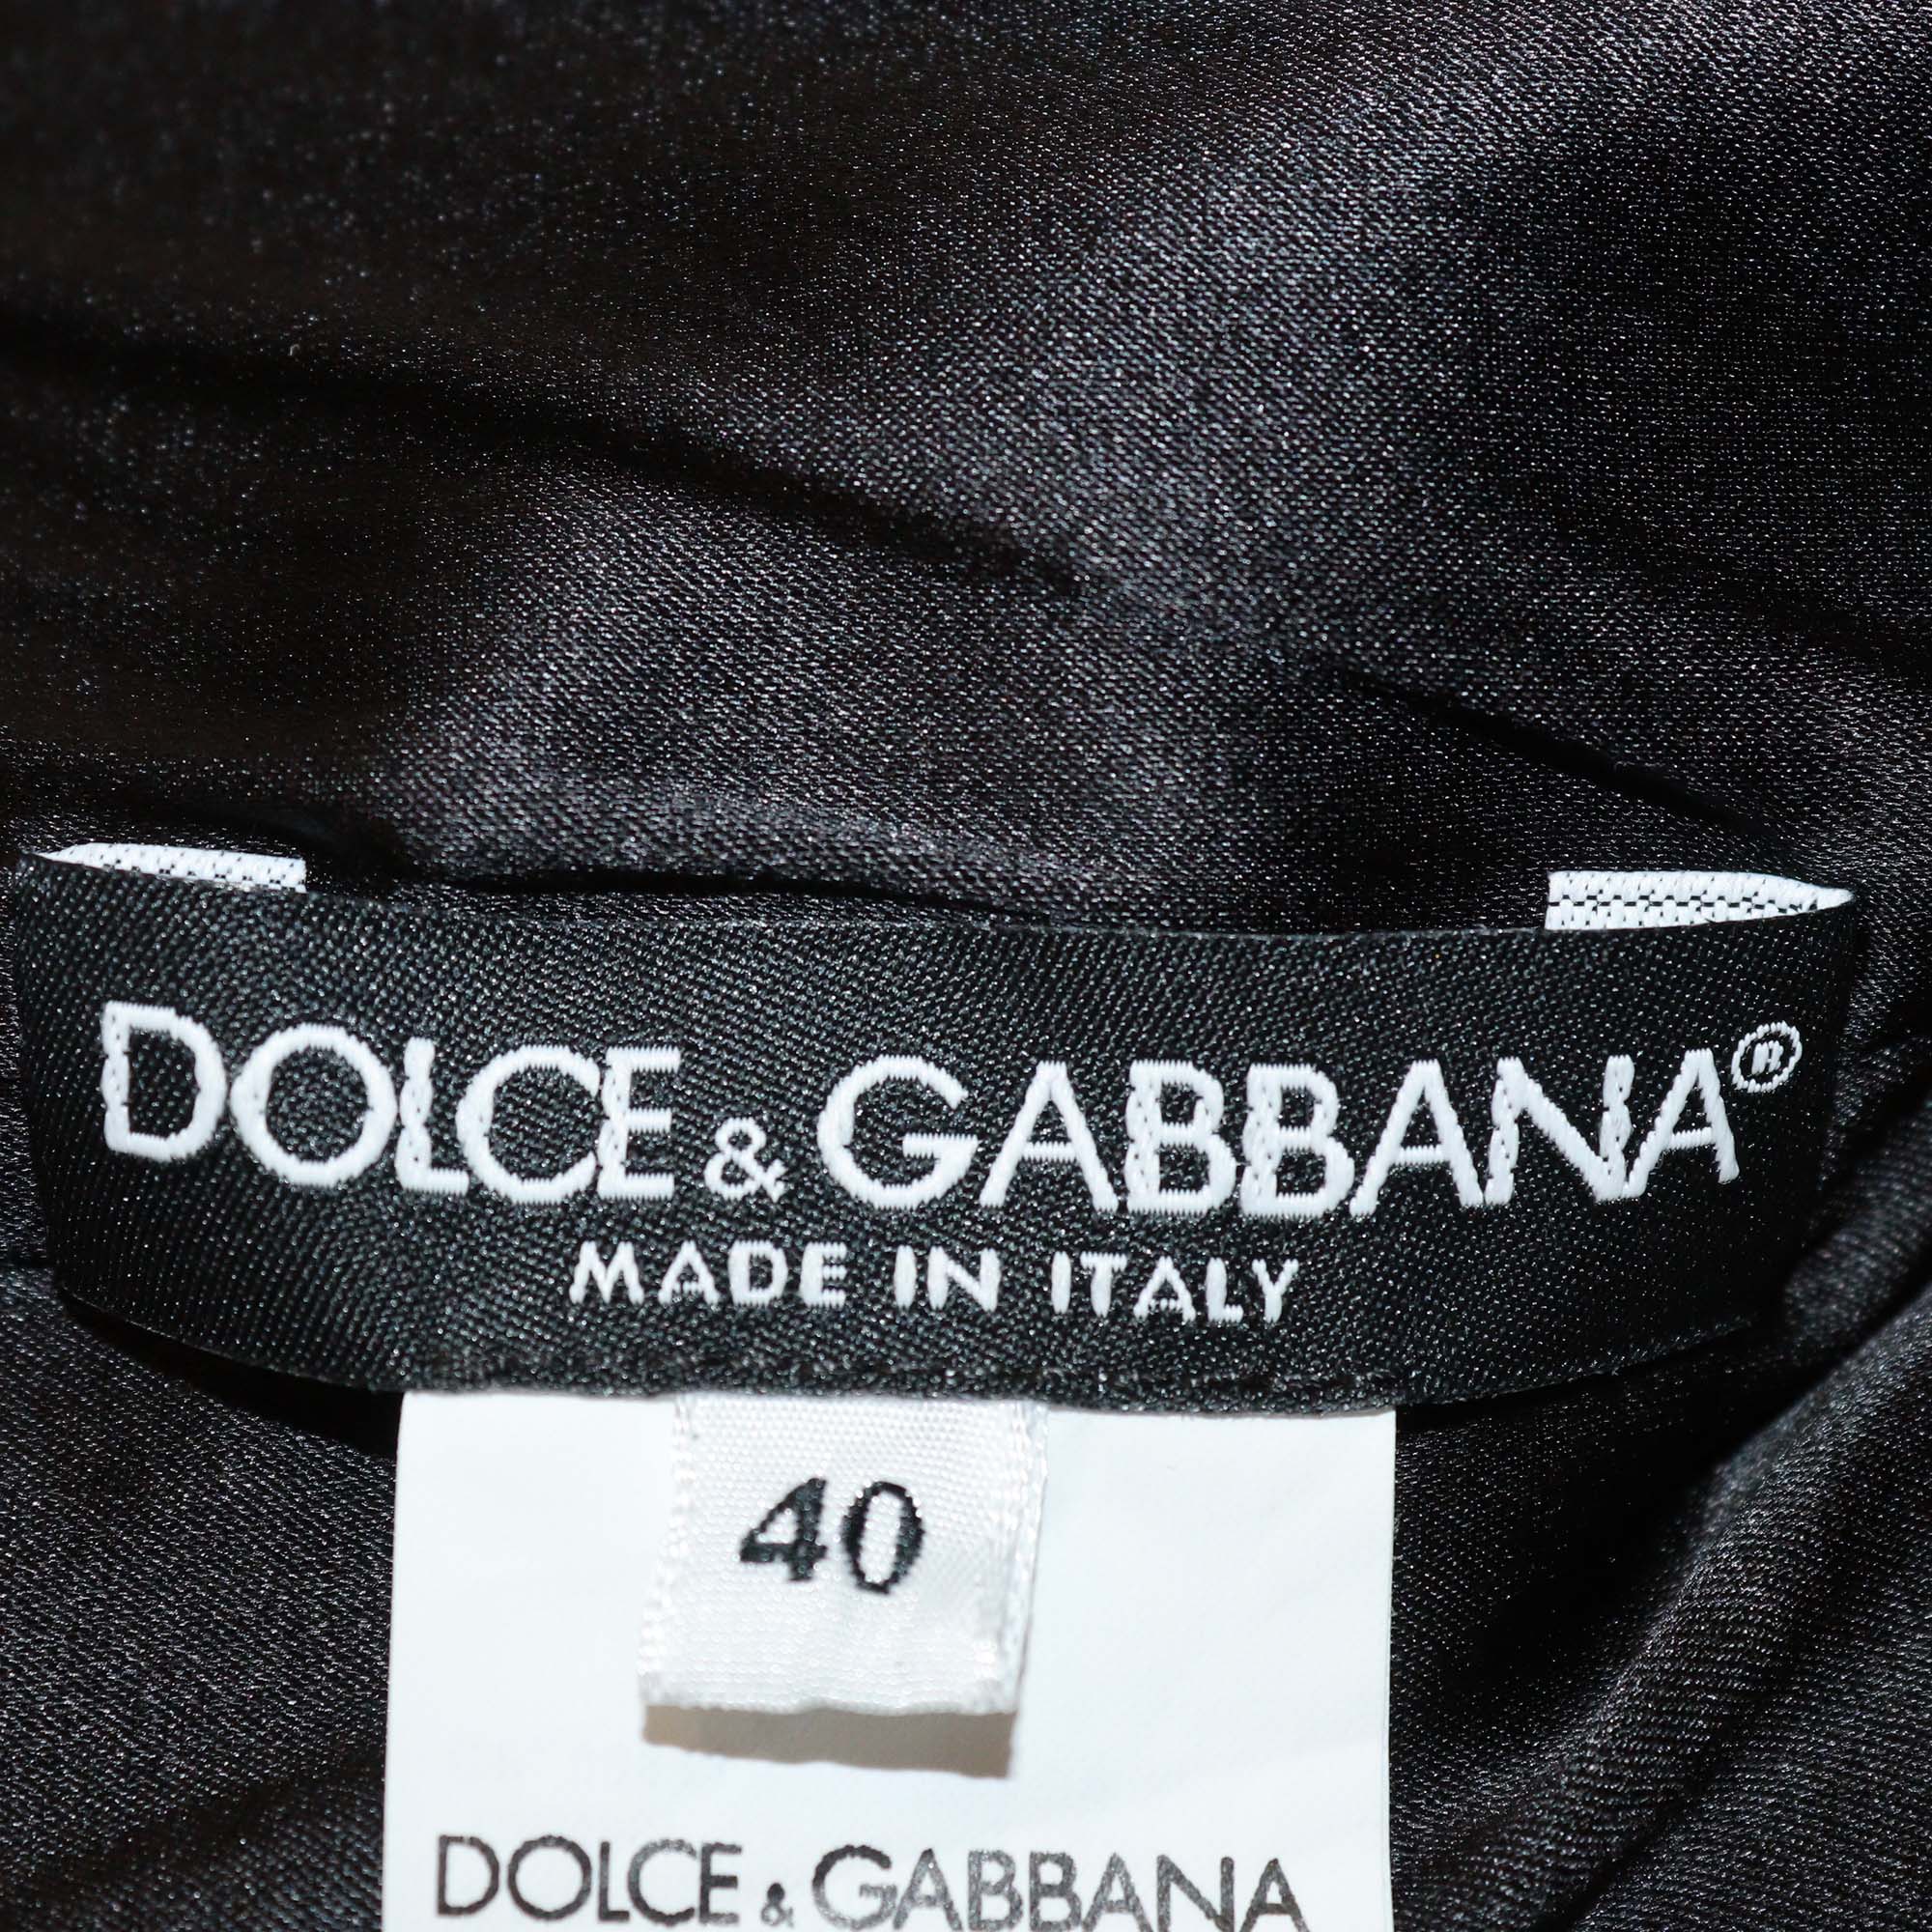 DOLCE & GABBANA®
MADE IN ITALY
40
DOLCE & GABBANA